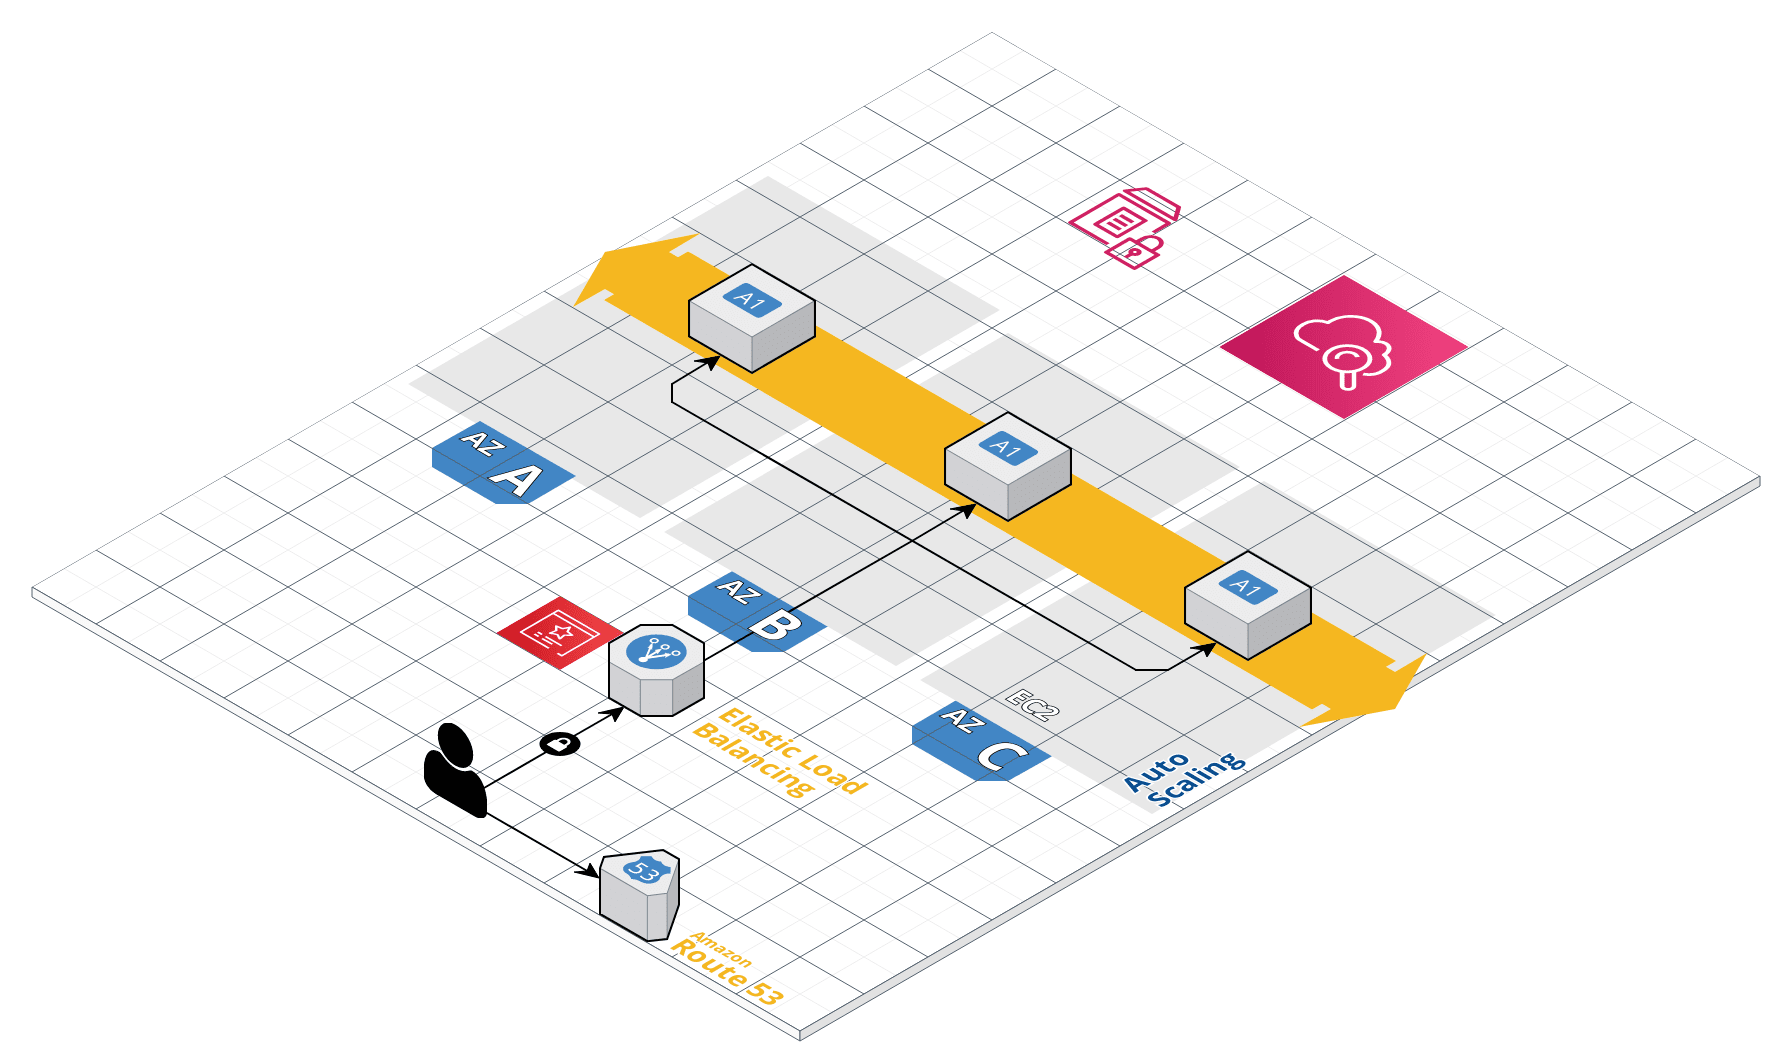 A1
A1
A1
AZ
A
AZ
B
AZ
C
EC2
Auto
Scaling
Elastic Load
Balancing
53
Amazon
Route 53